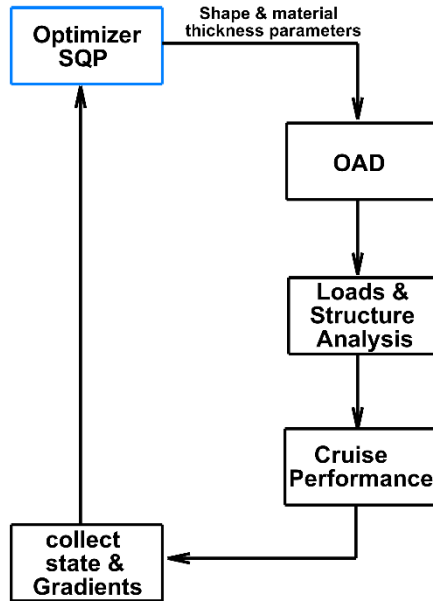 Optimizer
SQP
Shape & material
thickness parameters
OAD
Loads &
Structure
Analysis
Cruise
Performance
collect
state &
Gradients